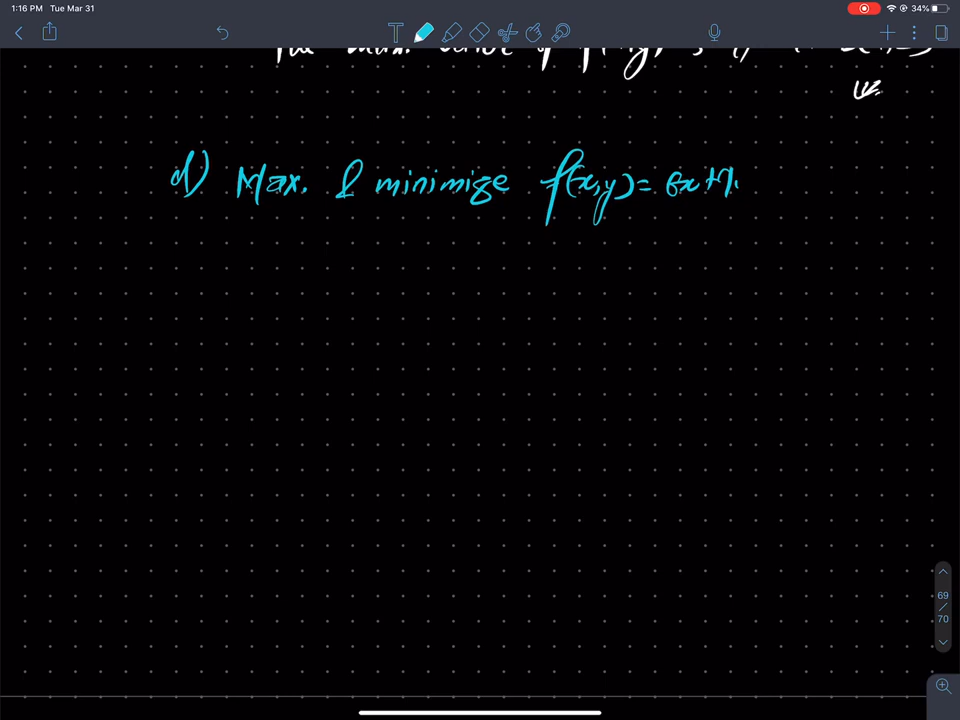 1:16 PM Tue Mar 31 34%
d) Max. & minimize f(x,y) = 6x +
69
/
70